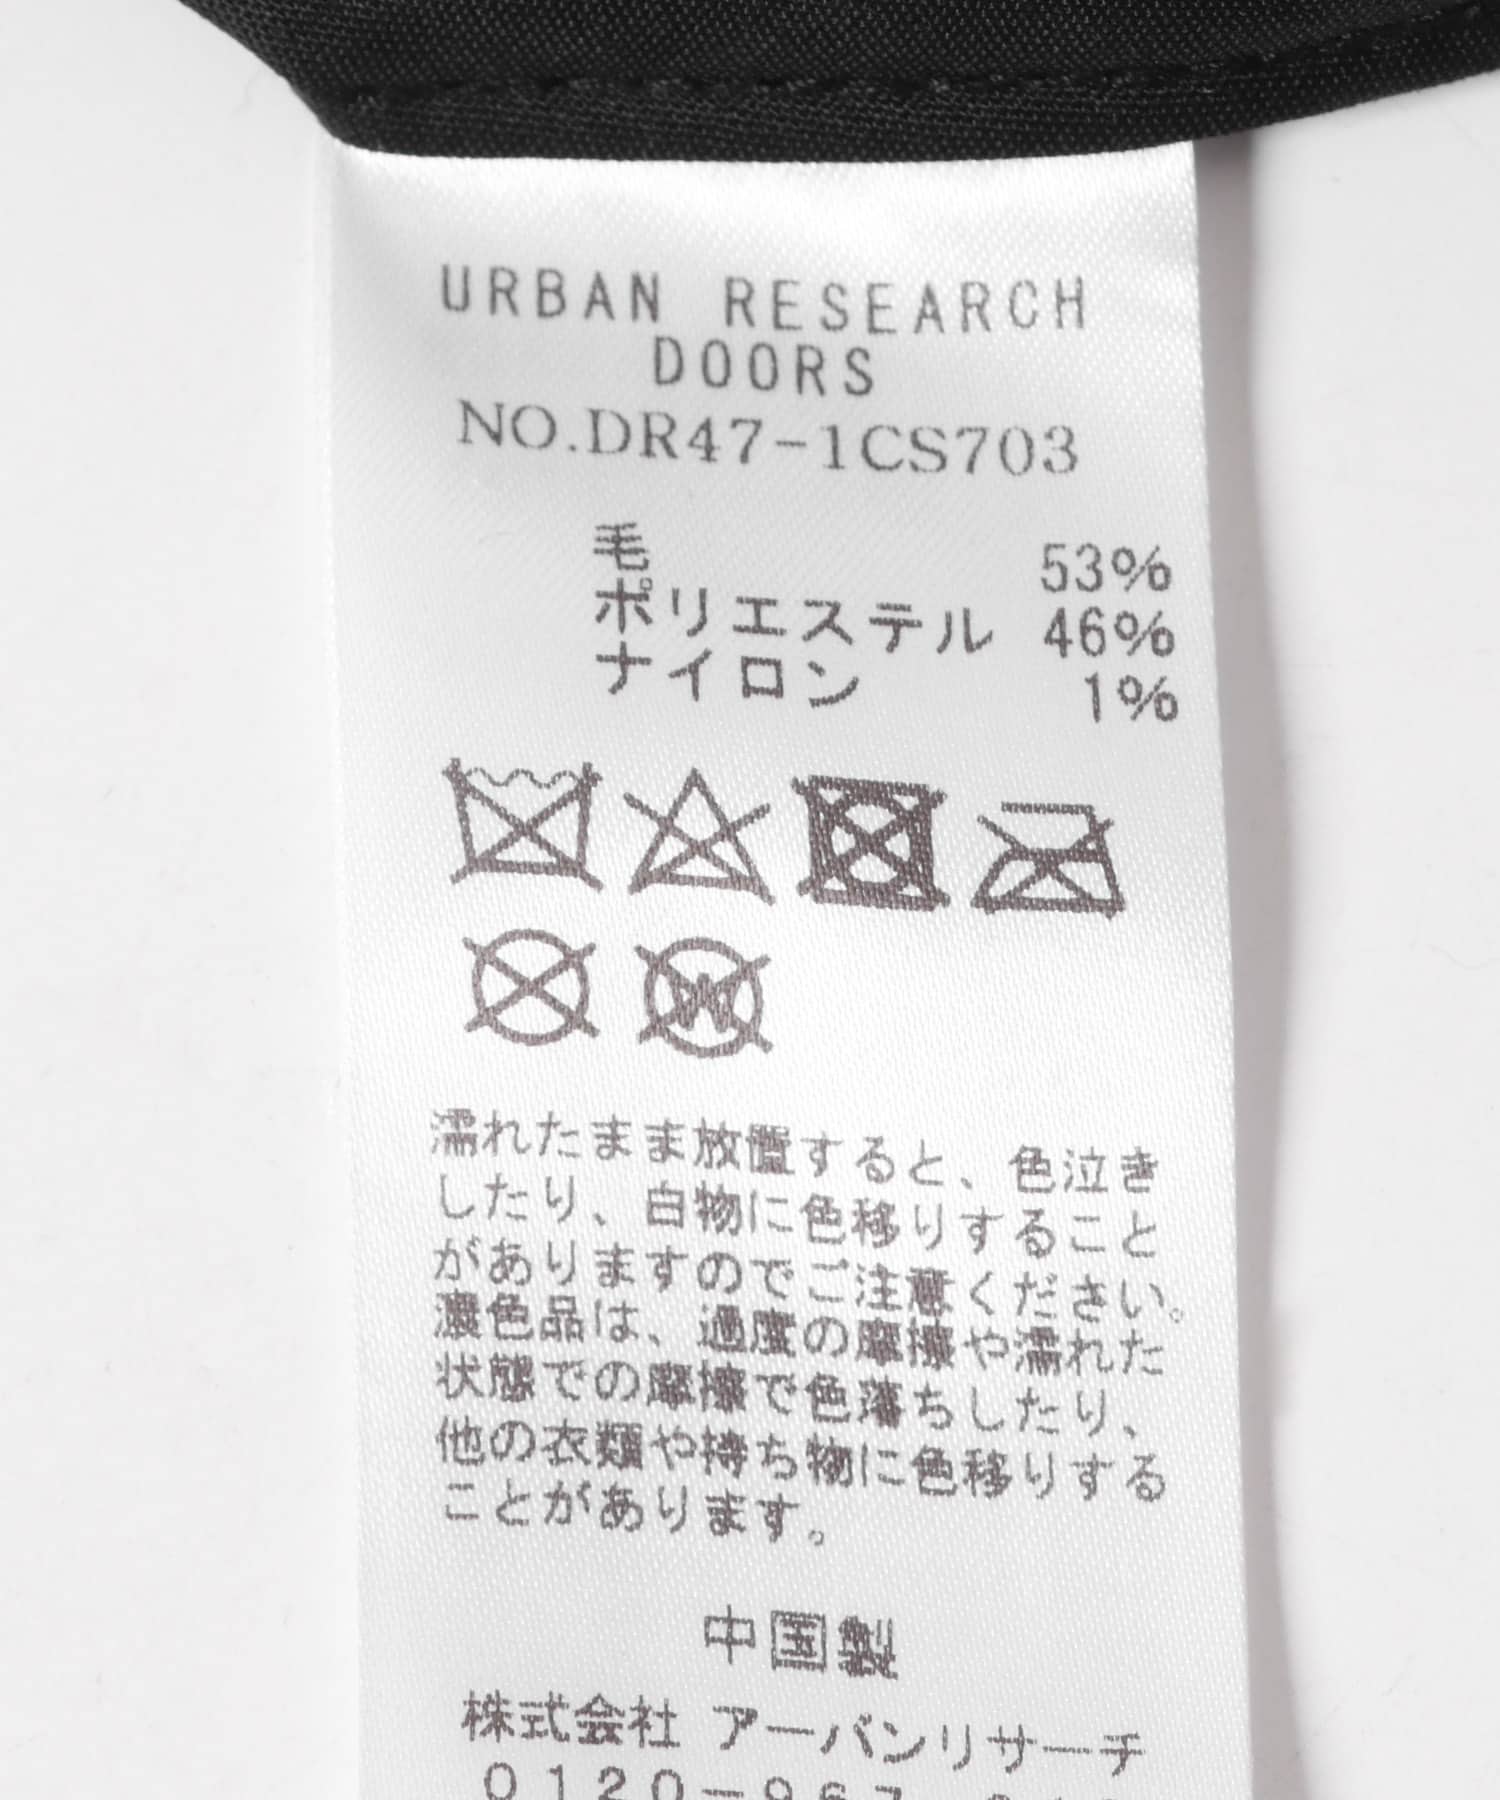 URBAN RESEARCH
DOORS
NO.DR47-1CS703
毛 53%
ポリエステル 46%
ナイロン 1%
濡れたまま放置すると、色泣き
したり、白物に色移りすること
がありますのでご注意ください。
濃色品は、過度の摩擦や濡れた
状態での摩擦で色落ちしたり、
他の衣類や持ち物に色移りする
ことがあります。
中国製
株式会社 アーバンリサーチ
0120-967-